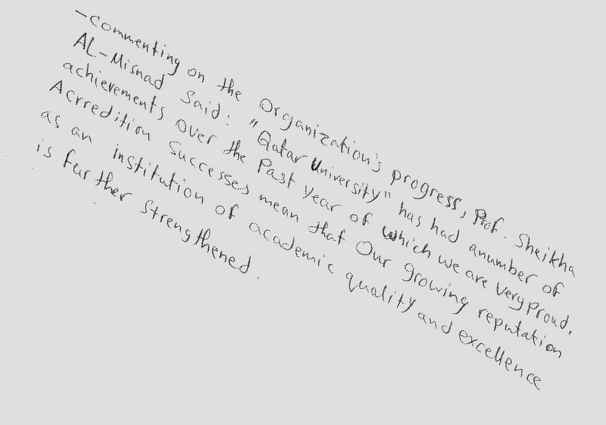 -commenting on the Organization's progress, Prof. Sheikha
AL-Misnad Said: "Qatar University" has had anumber of
achievements over the Past year of which we are very Proud.
Acrredition Successes mean that Our growing reputation
as an institution of academic quality and excellence
is further strengthened.